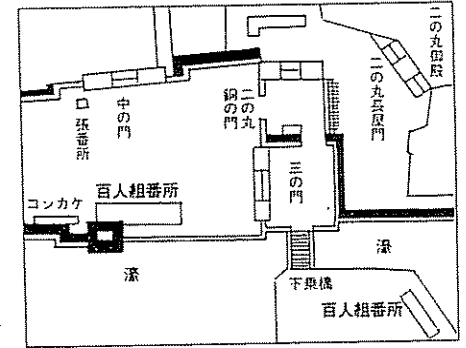 二の丸御殿
二の丸長屋門
二の丸
銅の門
中の門
張番所
三の門
百人組番所
コシカケ
濠
濠
下乗橋
百人組番所